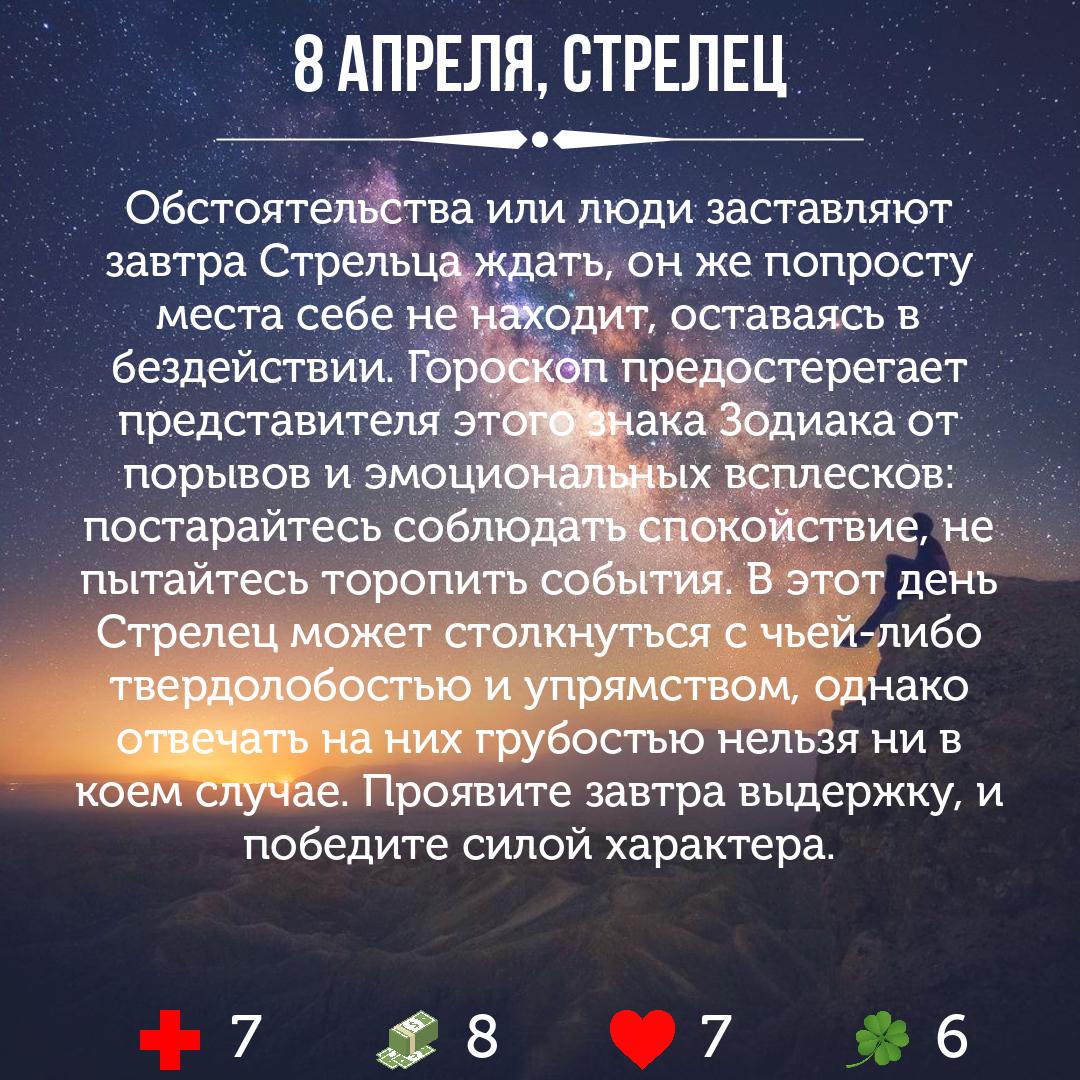 8 АПРЕЛЯ, СТРЕЛЕЦ
Обстоятельства или люди заставляют
завтра Стрельца ждать, он же попросту
места себе не находит, оставаясь в
бездействии. Гороскоп предостерегает
представителя этого знака Зодиака от
порывов и эмоциональных всплесков:
постарайтесь соблюдать спокойствие, не
пытайтесь торопить события. В этот день
Стрелец может столкнуться с чьей-либо
твердолобостью и упрямством, однако
отвечать на них грубостью нельзя ни в
коем случае. Проявите завтра выдержку, и
победите силой характера.
7 8 7 6